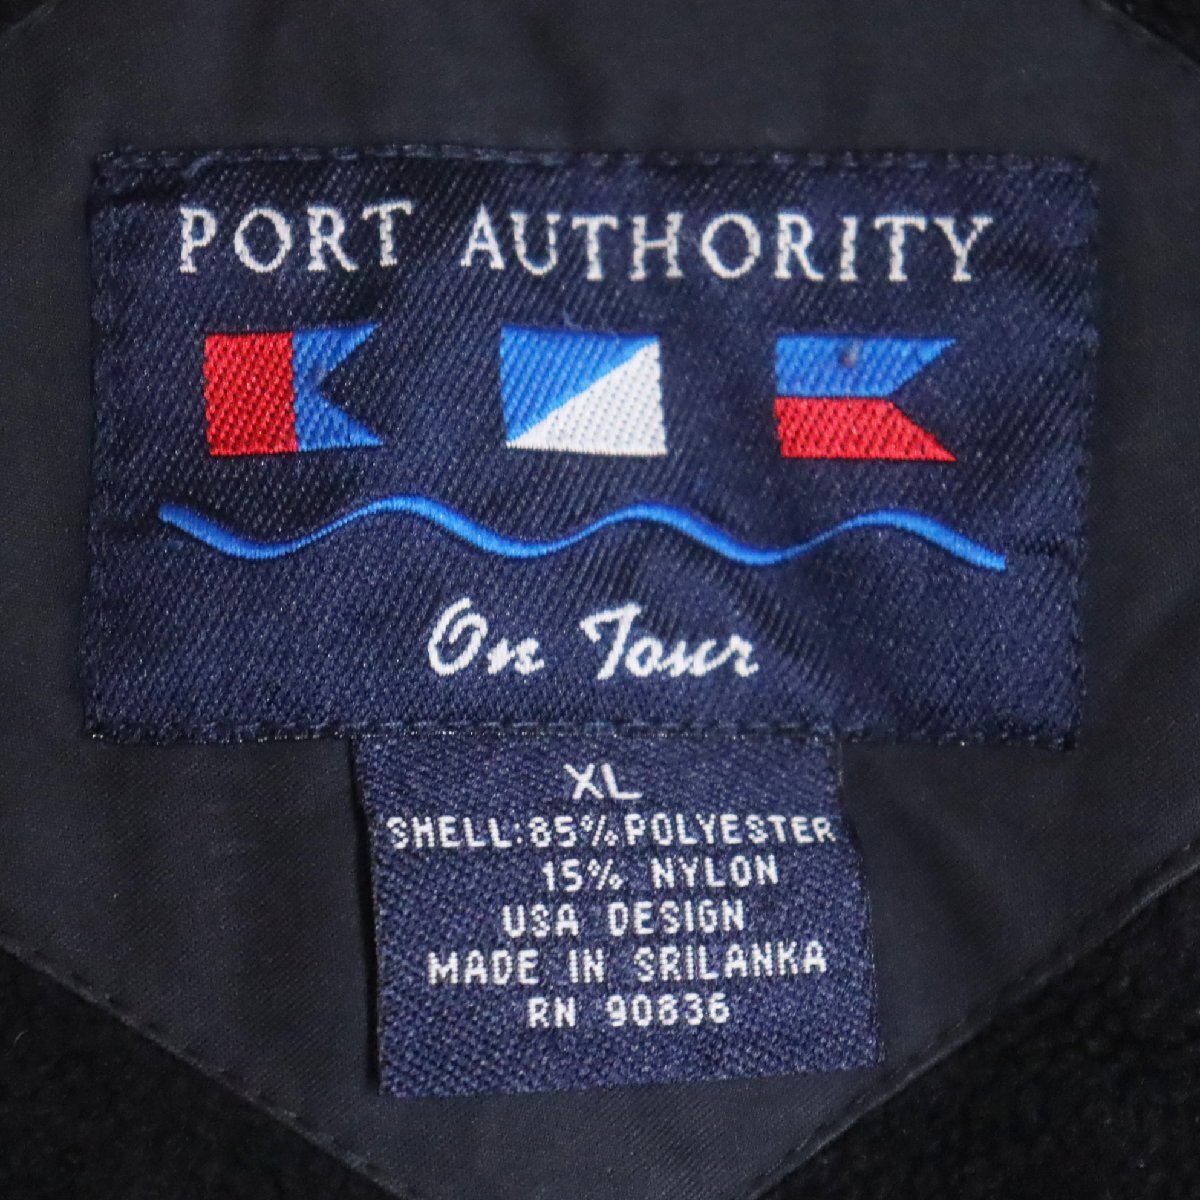 PORT AUTHORITY
On Tour
XL
SHELL:85%POLYESTER
15% NYLON
USA DESIGN
MADE IN SRILANKA
RN 90836